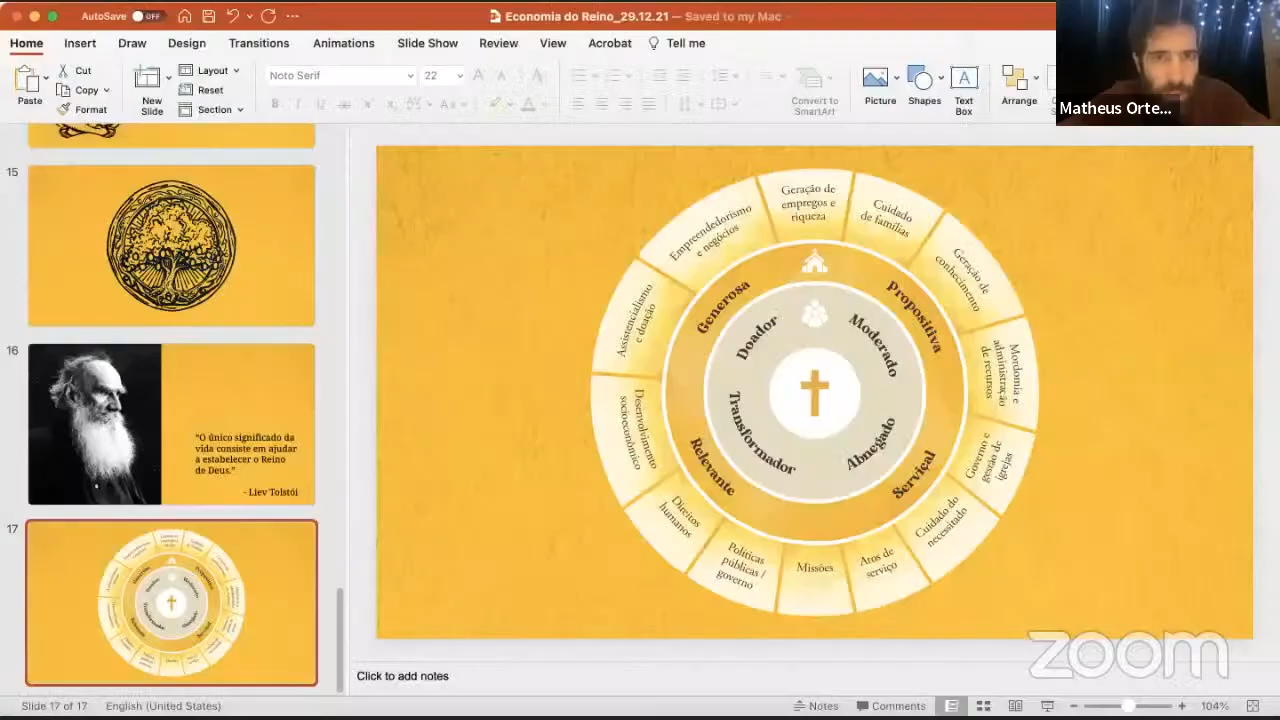 AutoSave OFF
Economia do Reino_29.12.21 — Saved to my Mac
Home Insert Draw Design Transitions Animations Slide Show Review View Acrobat Tell me
Paste
Cut
Copy
Format
New
Slide
Layout
Reset
Section
Noto Serif
22
Convert to
SmartArt
Picture
Shapes
Text
Box
Arrange
Matheus Orte...
15
16
"O único significado da
vida consiste em ajudar
a estabelecer o Reino
de Deus."
- Liev Tolstói
17
Geração de
empregos e
riqueza
Cuidado
de famílias
Geração de
conhecimento
Mordomia e
administração
de recursos
Governo e
gestão de
igrejas
Cuidado do
necessitado
Atos de
serviço
Missões
Políticas
públicas /
governo
Direitos
humanos
Desenvolvimento
socioeconômico
Assistencialismo
e doação
Empreendedorismo
e negócios
Generosa
Propositiva
Serviçal
Relevante
Doador
Moderado
Abnegado
Transformador
zoom
Click to add notes
Slide 17 of 17
English (United States)
Notes
Comments
104%